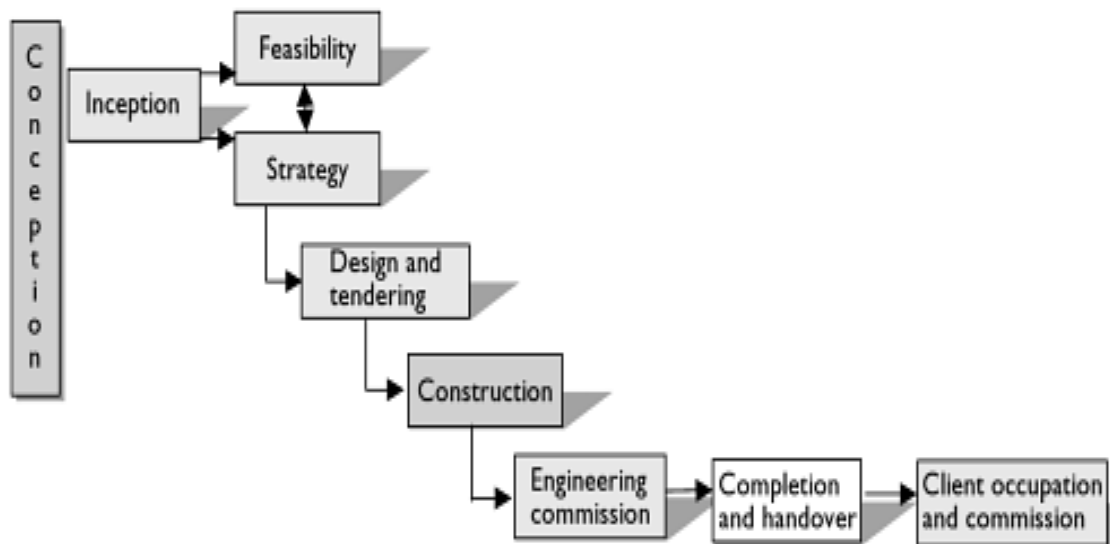 Conception
Inception
Feasibility
Strategy
Design and
tendering
Construction
Engineering
commission
Completion
and handover
Client occupation
and commission